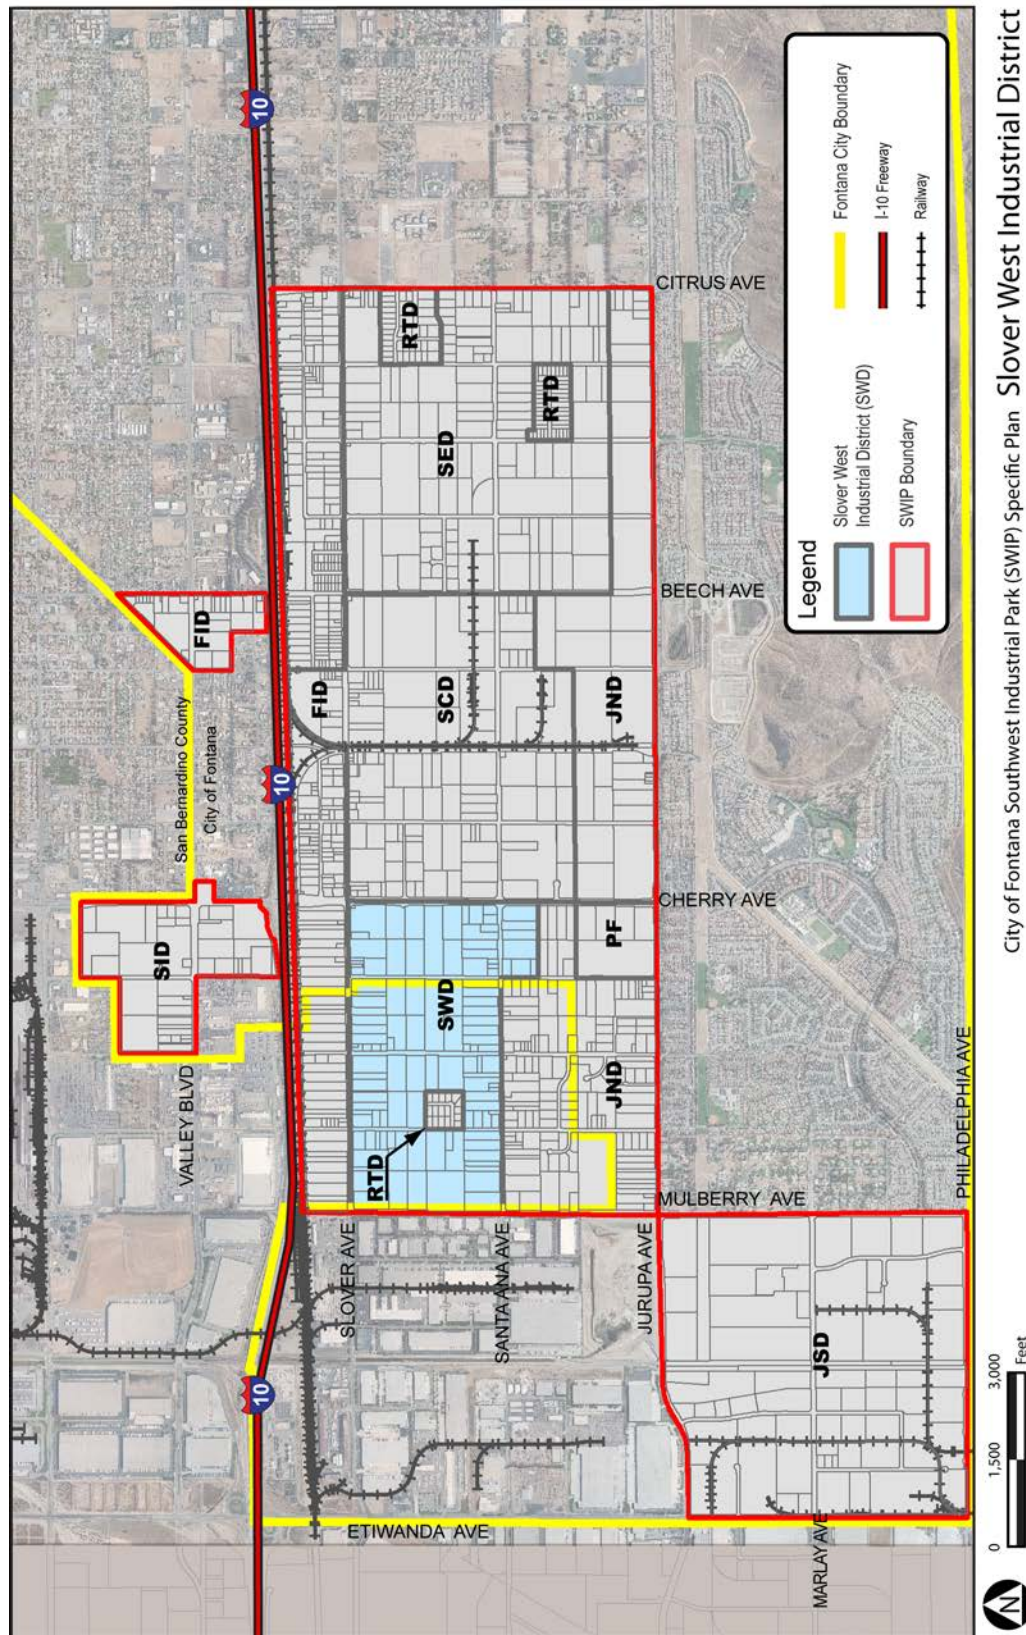 City of Fontana Southwest Industrial Park (SWIP) Specific Plan Slover West Industrial District
Legend
Slover West
Industrial District (SWD)
SWIP Boundary
Fontana City Boundary
I-10 Freeway
Railway
San Bernardino County
City of Fontana
10
10
10
VALLEY BLVD
SLOVER AVE
SANTA ANA AVE
JURUPA AVE
MARLAY AVE
PHILADELPHIA AVE
ETIWANDA AVE
MULBERRY AVE
CHERRY AVE
BEECH AVE
CITRUS AVE
SID
FID
FID
SWD
RTD
SCD
SED
RTD
RTD
JND
PF
JND
JSD
N
0 1,500 3,000
Feet